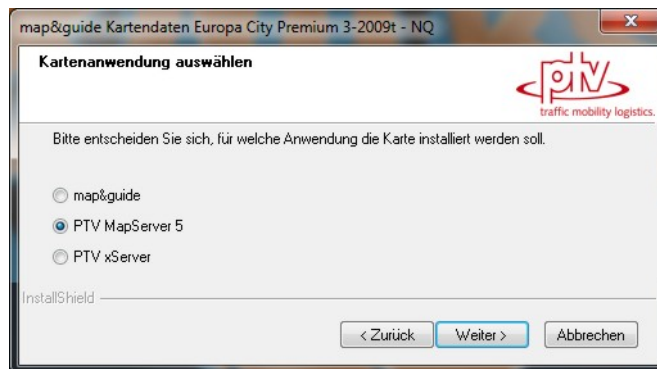 map&guide Kartendaten Europa City Premium 3-2009t - NQ
Kartenanwendung auswählen
ptv
traffic mobility logistics.
Bitte entscheiden Sie sich, für welche Anwendung die Karte installiert werden soll.
map&guide
PTV MapServer 5
PTV xServer
InstallShield
< Zurück Weiter > Abbrechen